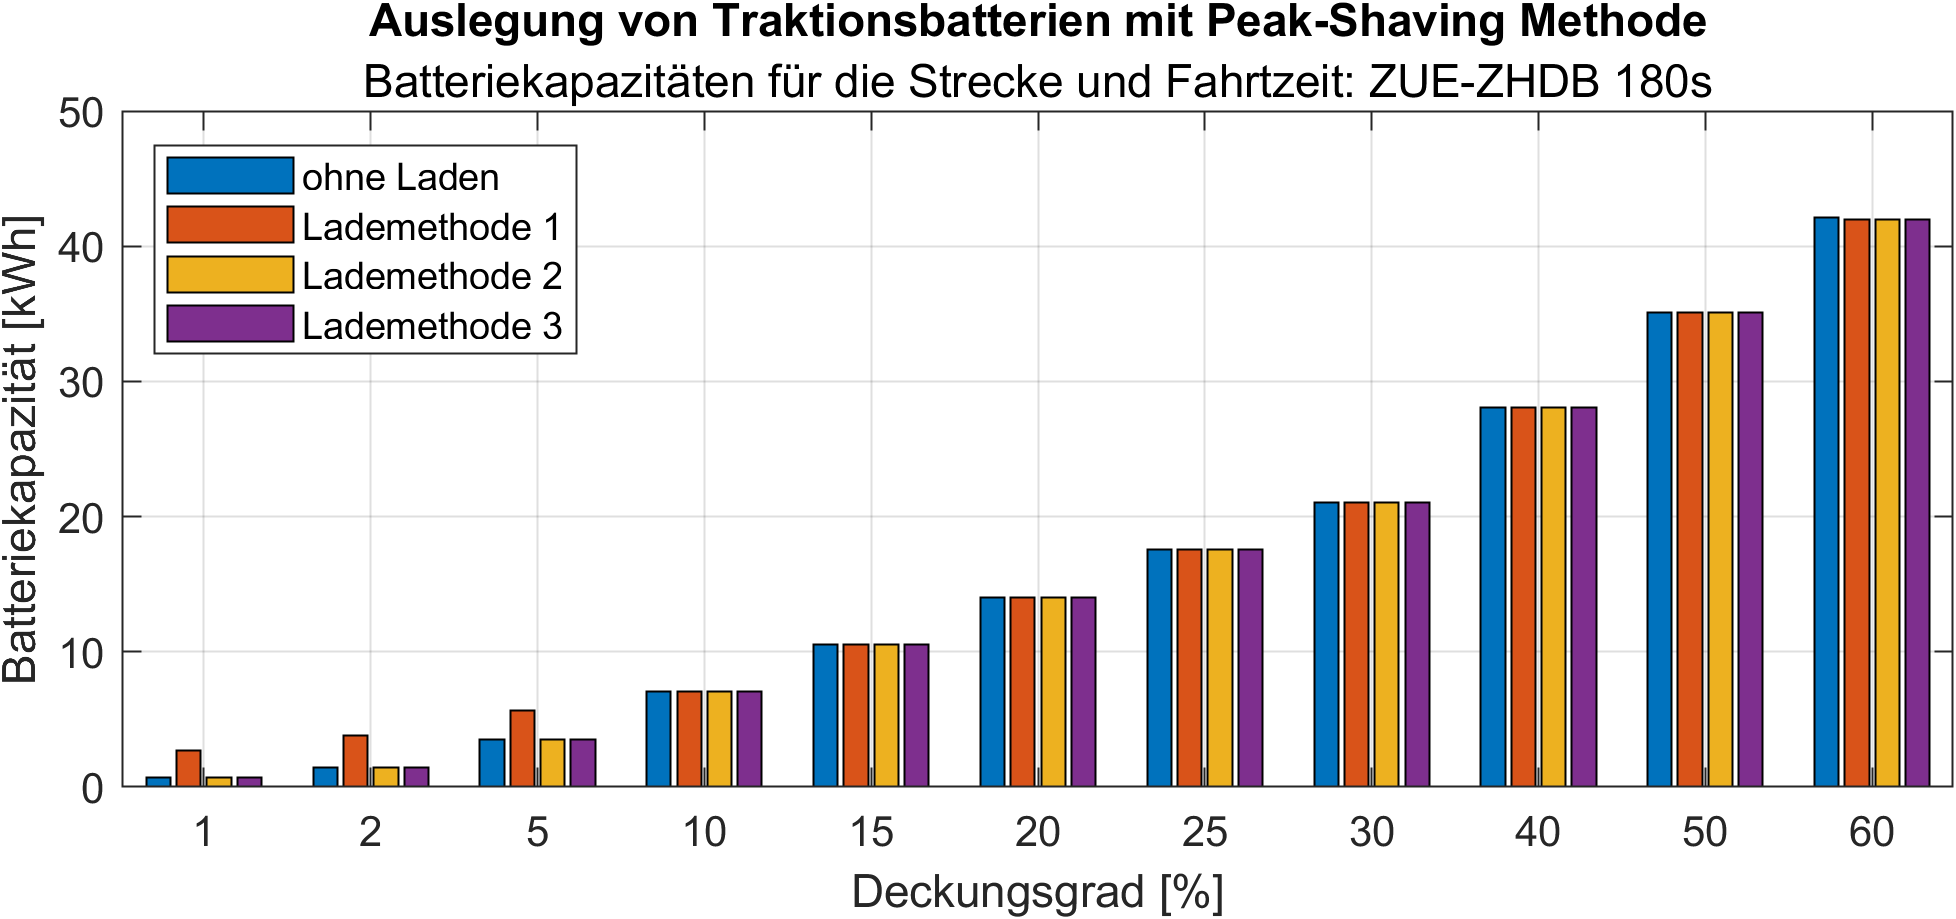 Auslegung von Traktionsbatterien mit Peak-Shaving Methode
Batteriekapazitäten für die Strecke und Fahrtzeit: ZUE-ZHDB 180s
Batteriekapazität [kWh]
50
40
30
20
10
0
ohne Laden
Lademethode 1
Lademethode 2
Lademethode 3
1 2 5 10 15 20 25 30 40 50 60
Deckungsgrad [%]